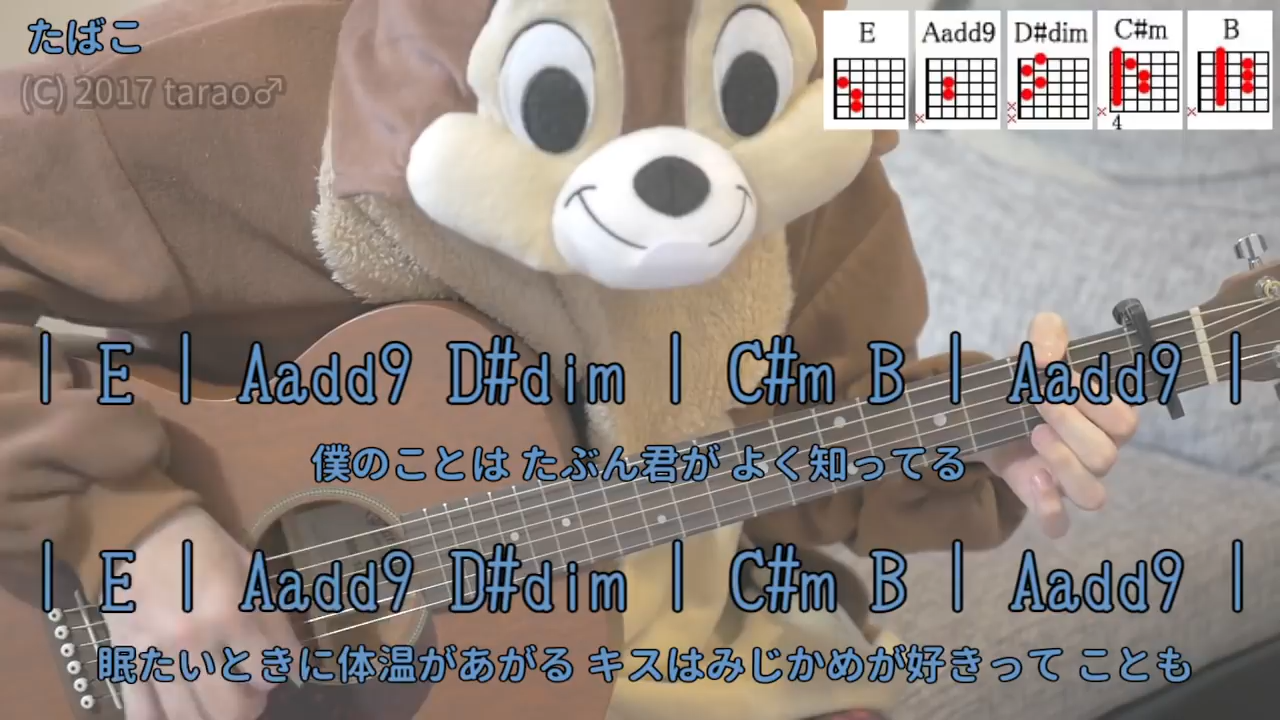 たばこ
(C) 2017 tarao♂
E Aadd9 D#dim C#m B
× × × × × ×
4
| E | Aadd9 D#dim | C#m B | Aadd9 |
僕のことは たぶん君が よく知ってる
| E | Aadd9 D#dim | C#m B | Aadd9 |
眠たいときに体温があがる キスはみじかめが好きって ことも